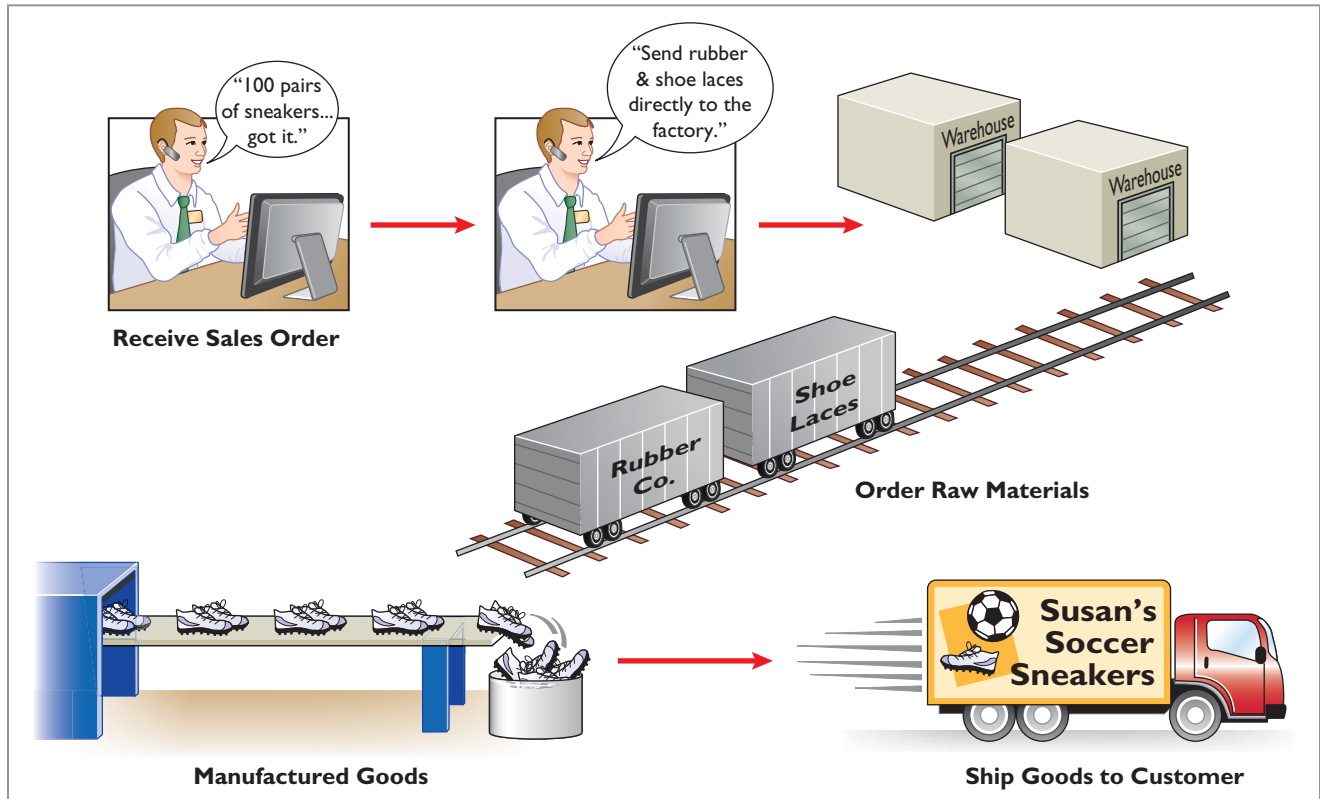 “100 pairs
of sneakers...
got it.”
“Send rubber
& shoe laces
directly to the
factory.”
Warehouse
Warehouse
Receive Sales Order
Shoe
Laces
Rubber
Co.
Order Raw Materials
Susan’s
Soccer
Sneakers
Manufactured Goods
Ship Goods to Customer